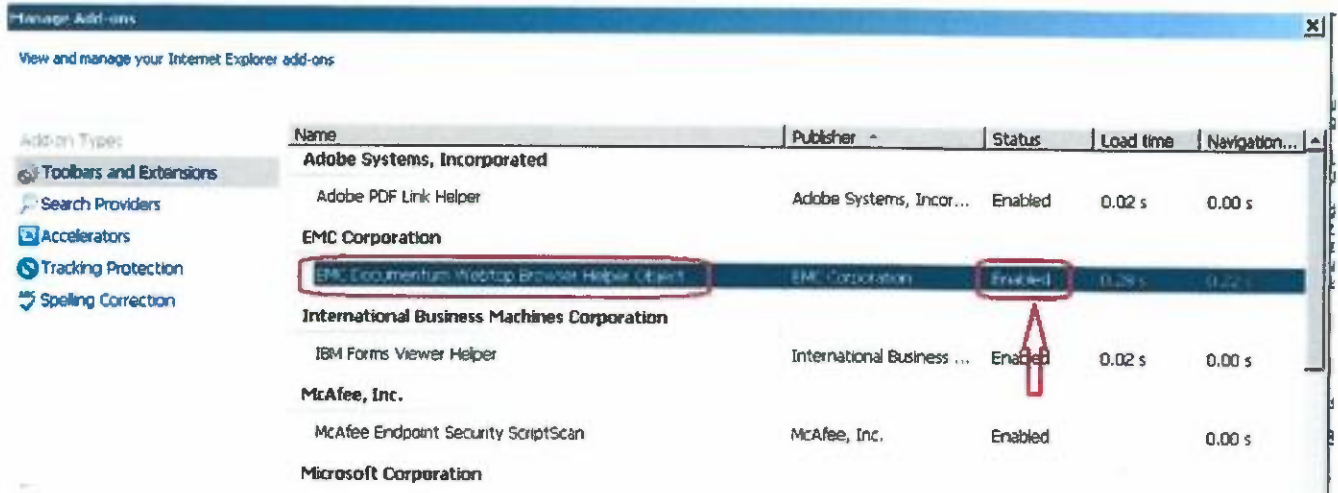 Manage Add-ons
View and manage your Internet Explorer add-ons
Add-on Types
Toolbars and Extensions
Search Providers
Accelerators
Tracking Protection
Spelling Correction
Name Publisher Status Load time Navigation...
Adobe Systems, Incorporated
Adobe PDF Link Helper Adobe Systems, Incor... Enabled 0.02 s 0.00 s
EMC Corporation
EMC Documentum Webtop Browser Helper Object EMC Corporation Enabled 0.28 s 0.22 s
International Business Machines Corporation
IBM Forms Viewer Helper International Business ... Enabled 0.02 s 0.00 s
McAfee, Inc.
McAfee Endpoint Security ScriptScan McAfee, Inc. Enabled 0.00 s
Microsoft Corporation